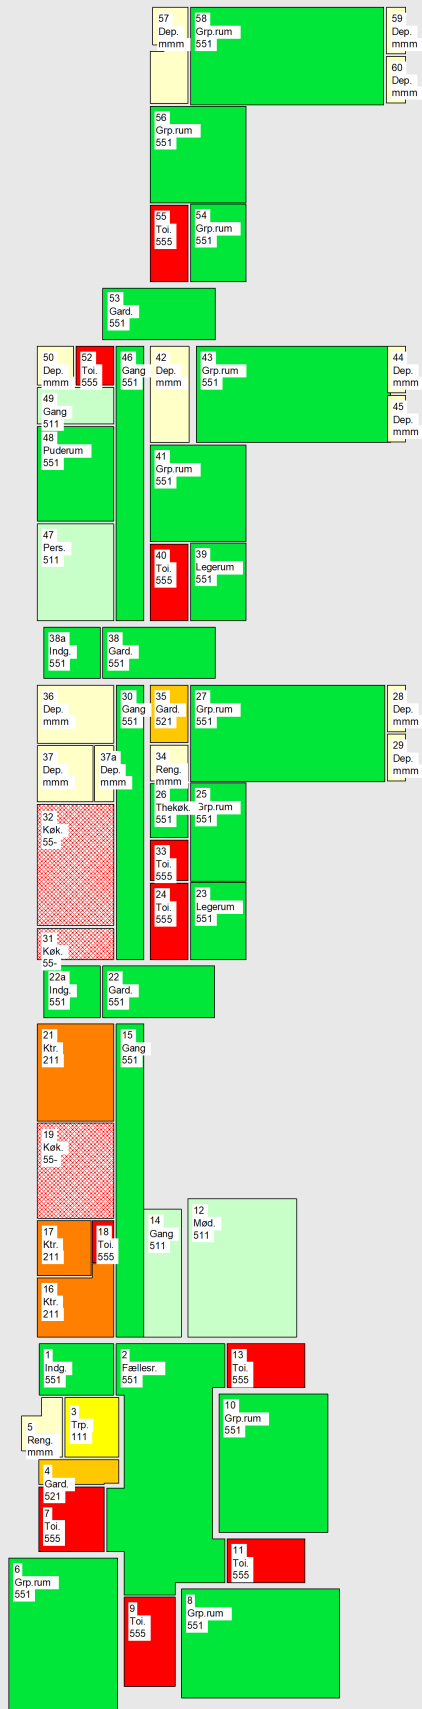 57
Dep.
mmm
58
Grp.rum
551
59
Dep.
mmm
60
Dep.
mmm
56
Grp.rum
551
55
Toi.
555
54
Grp.rum
551
53
Gard.
551
50
Dep.
mmm
52
Toi.
555
46
Gang
551
42
Dep.
mmm
43
Grp.rum
551
44
Dep.
mmm
49
Gang
511
45
Dep.
mmm
48
Puderum
551
41
Grp.rum
551
47
Pers.
511
40
Toi.
555
39
Legerum
551
38a
Indg.
551
38
Gard.
551
36
Dep.
mmm
30
Gang
551
35
Gard.
521
27
Grp.rum
551
28
Dep.
mmm
37
Dep.
mmm
37a
Dep.
mmm
34
Reng.
mmm
29
Dep.
mmm
32
Køk.
55-
26
Thekøk.
551
25
Grp.rum
551
33
Toi.
555
24
Toi.
555
23
Legerum
551
31
Køk.
55-
22a
Indg.
551
22
Gard.
551
21
Ktr.
211
15
Gang
551
19
Køk.
55-
12
Mød.
511
14
Gang
511
17
Ktr.
211
18
Toi.
555
16
Ktr.
211
1
Indg.
551
2
Fællesr.
551
13
Toi.
555
10
Grp.rum
551
3
Trp.
111
5
Reng.
mmm
4
Gard.
521
7
Toi.
555
11
Toi.
555
6
Grp.rum
551
8
Grp.rum
551
9
Toi.
555